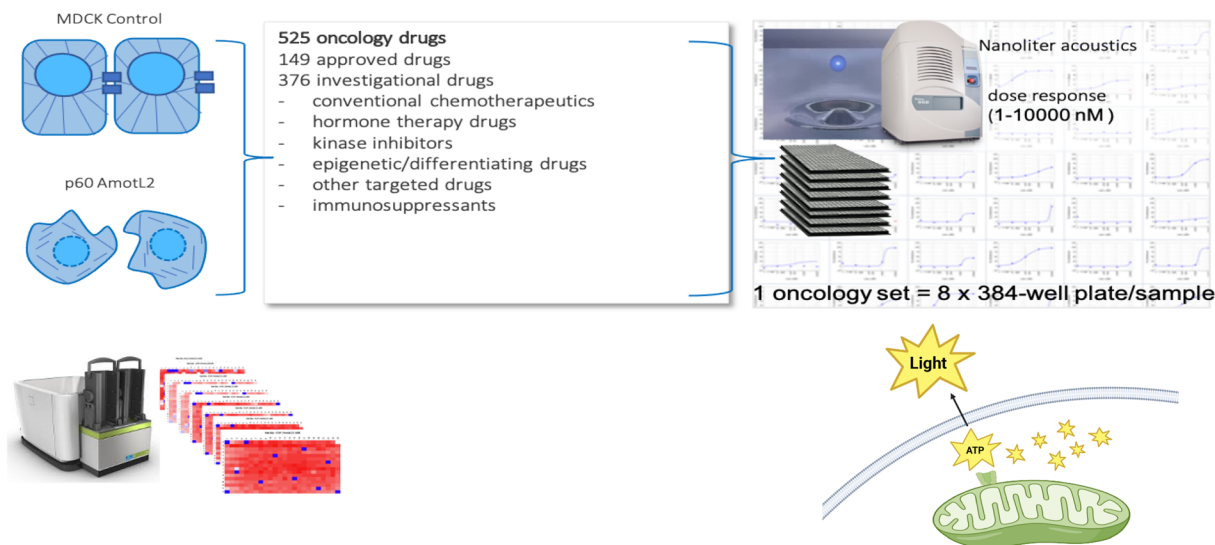 MDCK Control
p60 AmotL2
525 oncology drugs
149 approved drugs
376 investigational drugs
- conventional chemotherapeutics
- hormone therapy drugs
- kinase inhibitors
- epigenetic/differentiating drugs
- other targeted drugs
- immunosuppressants
Nanoliter acoustics
dose response
(1-10000 nM )
1 oncology set = 8 x 384-well plate/sample
Light
ATP